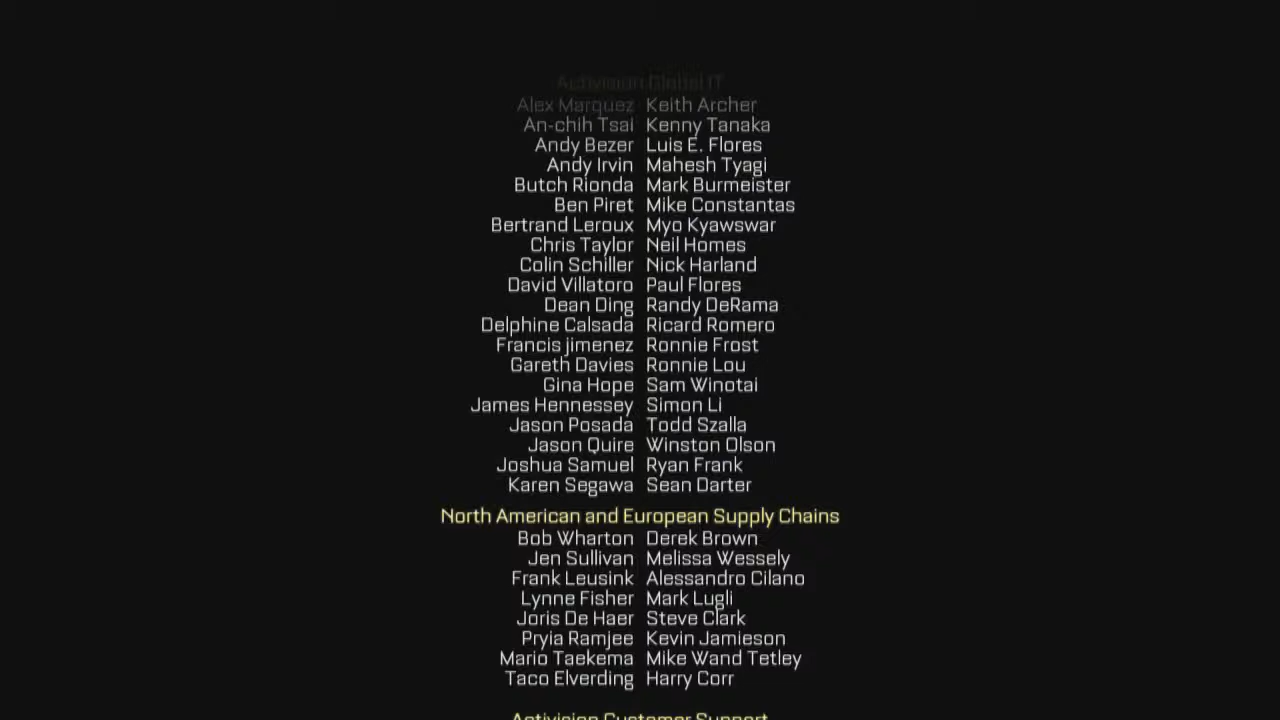 Activision Global IT
Alex Marquez Keith Archer
An-chih Tsai Kenny Tanaka
Andy Bezer Luis E. Flores
Andy Irvin Mahesh Tyagi
Butch Rionda Mark Burmeister
Ben Piret Mike Constantas
Bertrand Leroux Myo Kyawswar
Chris Taylor Neil Homes
Colin Schiller Nick Harland
David Villatoro Paul Flores
Dean Ding Randy DeRama
Delphine Calsada Ricard Romero
Francis jimenez Ronnie Frost
Gareth Davies Ronnie Lou
Gina Hope Sam Winotai
James Hennessey Simon Li
Jason Posada Todd Szalla
Jason Quire Winston Olson
Joshua Samuel Ryan Frank
Karen Segawa Sean Darter
North American and European Supply Chains
Bob Wharton Derek Brown
Jen Sullivan Melissa Wessely
Frank Leusink Alessandro Cilano
Lynne Fisher Mark Lugli
Joris De Haer Steve Clark
Pryia Ramjee Kevin Jamieson
Mario Taekema Mike Wand Tetley
Taco Elverding Harry Corr
Activision Customer Support